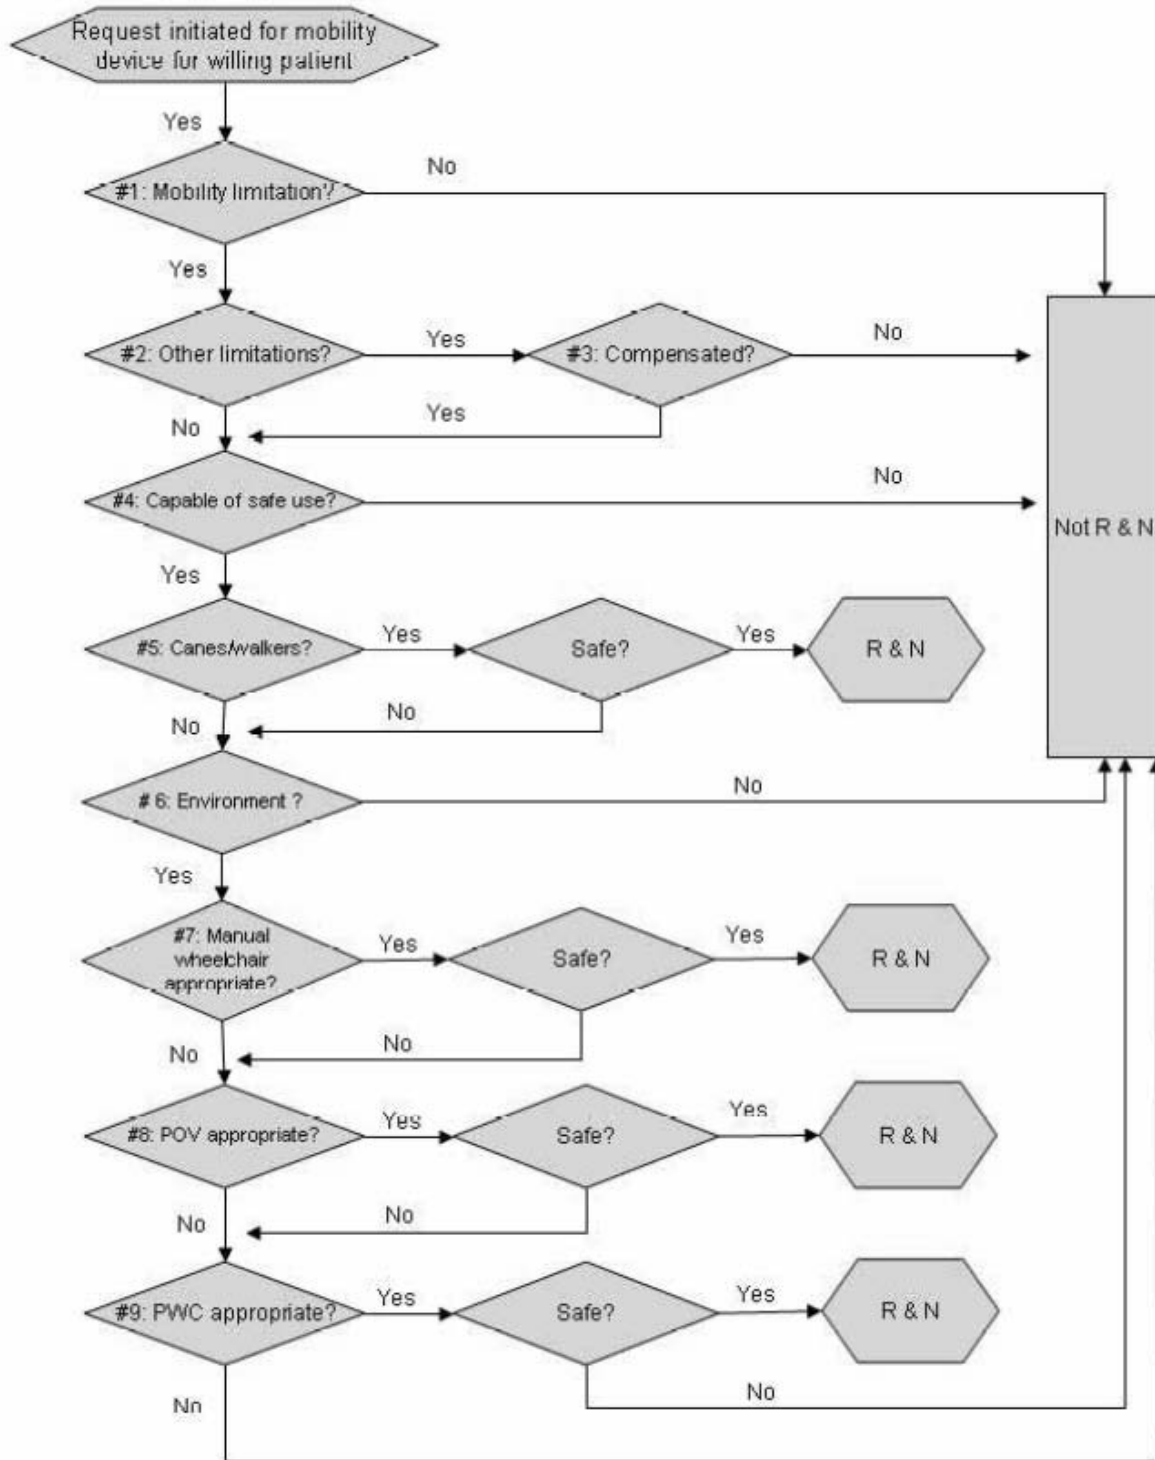 Request initiated for mobility
device for willing patient
Yes
#1: Mobility limitation?
No
Yes
#2: Other limitations?
Yes
#3: Compensated?
No
No
Yes
#4: Capable of safe use?
No
Not R & N
Yes
#5: Canes/walkers?
Yes
Safe?
Yes
R & N
No
No
# 6: Environment ?
No
Yes
#7: Manual
wheelchair
appropriate?
Yes
Safe?
Yes
R & N
No
No
#8: POV appropriate?
Yes
Safe?
Yes
R & N
No
No
#9: PWC appropriate?
Yes
Safe?
Yes
R & N
No
No